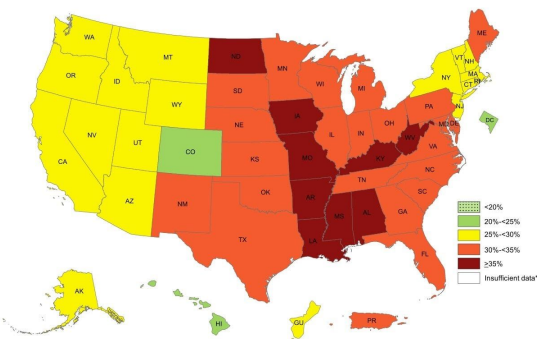 WA
MT
ND
MN
ME
VT
NH
OR
ID
SD
WI
MI
NY
MA
CT
RI
WY
IA
NE
PA
NJ
NV
UT
CO
IL
IN
OH
MD
DE
DC
CA
KS
MO
KY
WV
VA
AZ
NM
OK
AR
TN
NC
SC
TX
LA
MS
AL
GA
FL
AK
HI
GU
PR
<20%
20%-<25%
25%-<30%
30%-<35%
≥35%
Insufficient data*